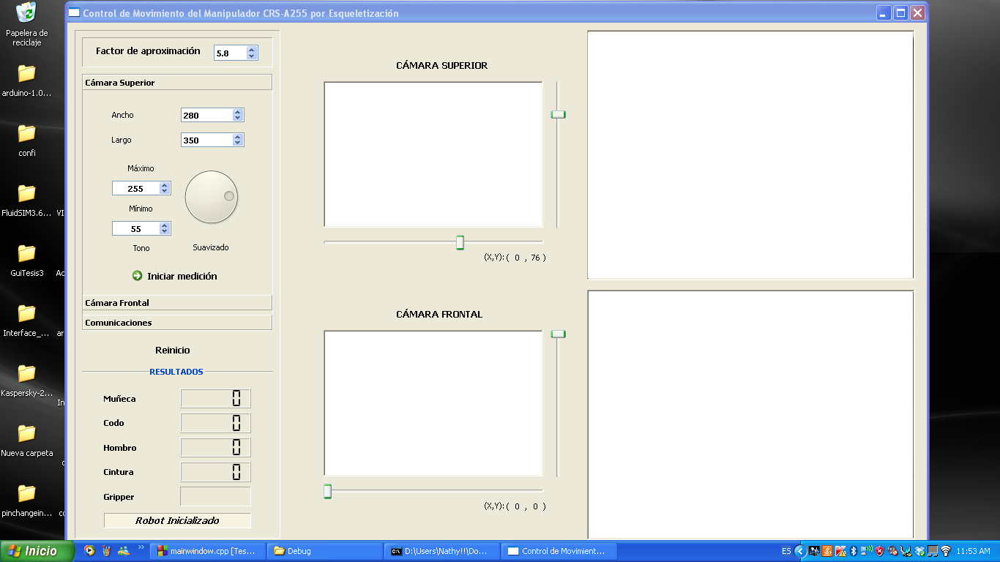 Control de Movimiento del Manipulador CRS-A255 por Esqueletización
Papelera de
reciclaje
arduino-1.0...
confi
FluidSIM3.6...
VI
GuiTesis3
Interface_...
Kaspersky-2...
In
Nueva carpeta
pinchangein...
Factor de aproximación
5.8
Cámara Superior
Ancho
280
Largo
350
Máximo
255
Mínimo
55
Tono
Suavizado
Iniciar medición
Cámara Frontal
Comunicaciones
Reinicio
RESULTADOS
Muñeca
0
Codo
0
Hombro
0
Cintura
0
Gripper
Robot Inicializado
CÁMARA SUPERIOR
(X,Y): ( 0 , 76 )
CÁMARA FRONTAL
(X,Y): ( 0 , 0 )
Inicio
mainwindow.cpp [Tes...
Debug
D:\Users\Nathy!!\Do...
Control de Movimient...
ES
11:53 AM